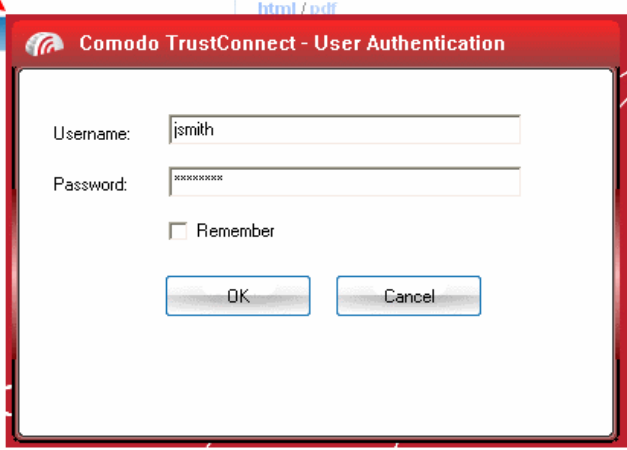 html / pdf
Comodo TrustConnect - User Authentication
Username: jsmith
Password: ********
Remember
OK Cancel